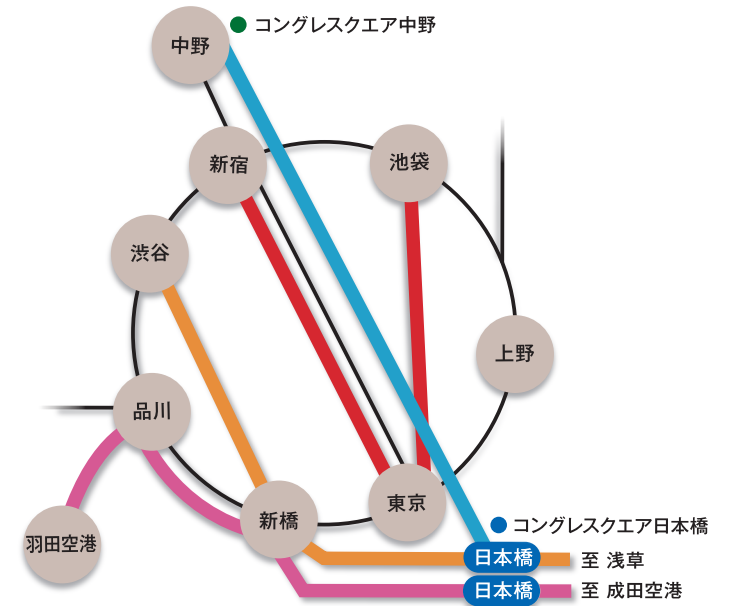 コングレスクエア中野
中野
新宿
池袋
渋谷
上野
品川
東京
新橋
コングレスクエア日本橋
羽田空港
日本橋
至 浅草
日本橋
至 成田空港